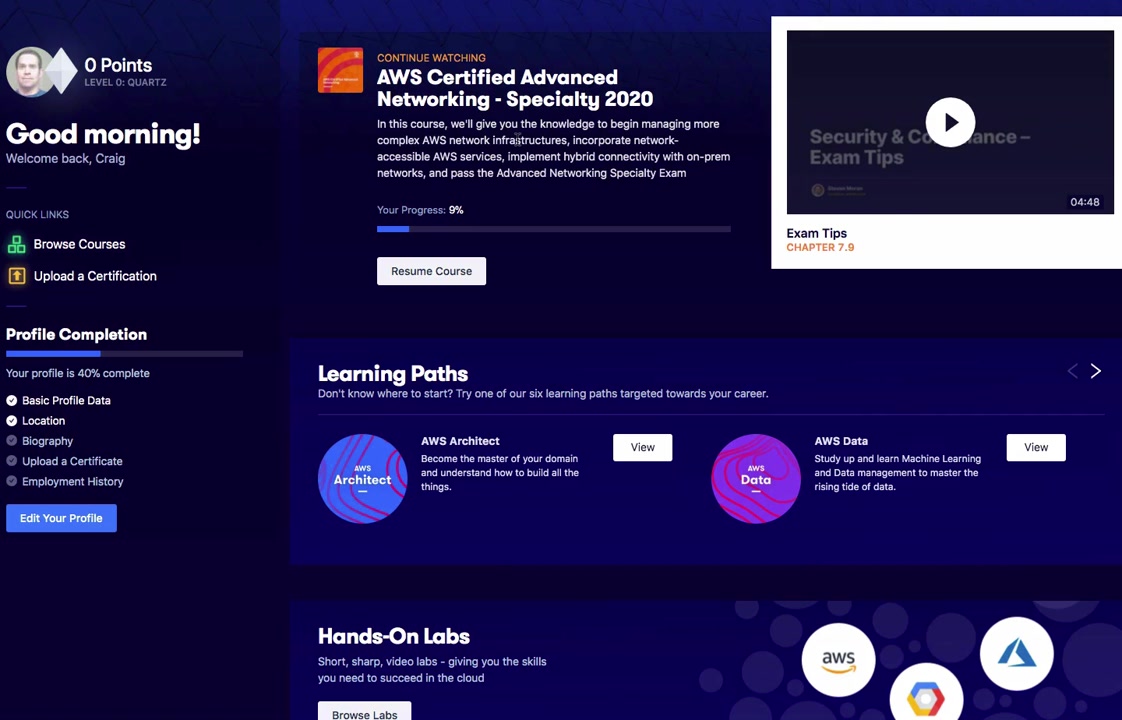 0 Points
LEVEL 0: QUARTZ
Good morning!
Welcome back, Craig
QUICK LINKS
Browse Courses
Upload a Certification
Profile Completion
Your profile is 40% complete
Basic Profile Data
Location
Biography
Upload a Certificate
Employment History
Edit Your Profile
CONTINUE WATCHING
AWS Certified Advanced
Networking - Specialty 2020
In this course, we'll give you the knowledge to begin managing more
complex AWS network infrastructures, incorporate network-
accessible AWS services, implement hybrid connectivity with on-prem
networks, and pass the Advanced Networking Specialty Exam
Your Progress: 9%
Resume Course
Security &
Exam Tips
04:48
Exam Tips
CHAPTER 7.9
Learning Paths
Don't know where to start? Try one of our six learning paths targeted towards your career.
AWS
Architect
AWS Architect
Become the master of your domain
and understand how to build all the
things.
View
AWS
Data
AWS Data
Study up and learn Machine Learning
and Data management to master the
rising tide of data.
View
Hands-On Labs
Short, sharp, video labs - giving you the skills
you need to succeed in the cloud
Browse Labs
aws